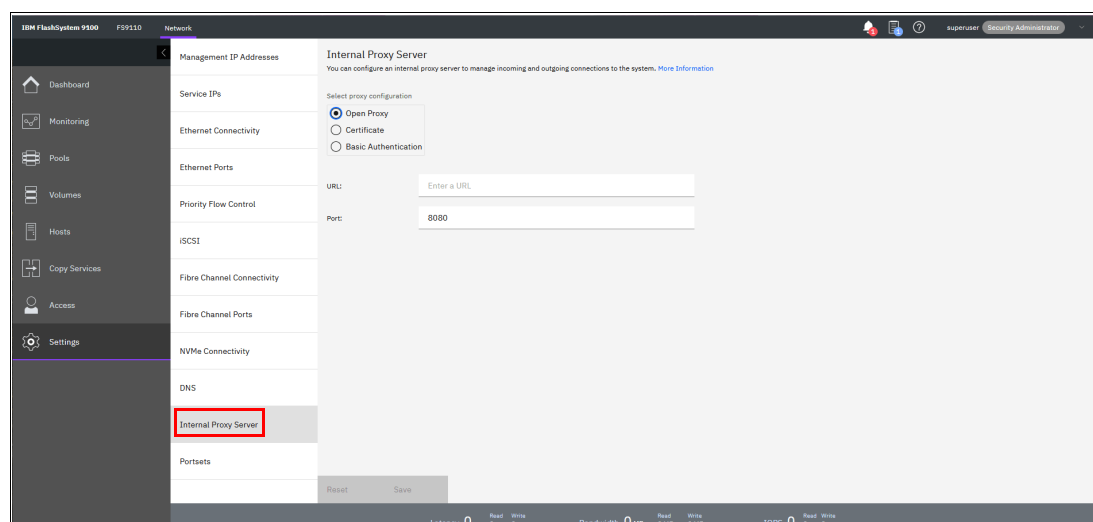 IBM FlashSystem 9100 FS9110 Network
1 1 superuser Security Administrator
Dashboard
Monitoring
Pools
Volumes
Hosts
Copy Services
Access
Settings
Management IP Addresses
Service IPs
Ethernet Connectivity
Ethernet Ports
Priority Flow Control
iSCSI
Fibre Channel Connectivity
Fibre Channel Ports
NVMe Connectivity
DNS
Internal Proxy Server
Portsets
Internal Proxy Server
You can configure an internal proxy server to manage incoming and outgoing connections to the system. More Information
Select proxy configuration
Open Proxy
Certificate
Basic Authentication
URL: Enter a URL
Port: 8080
Reset Save
Read Write Read Write Read Write